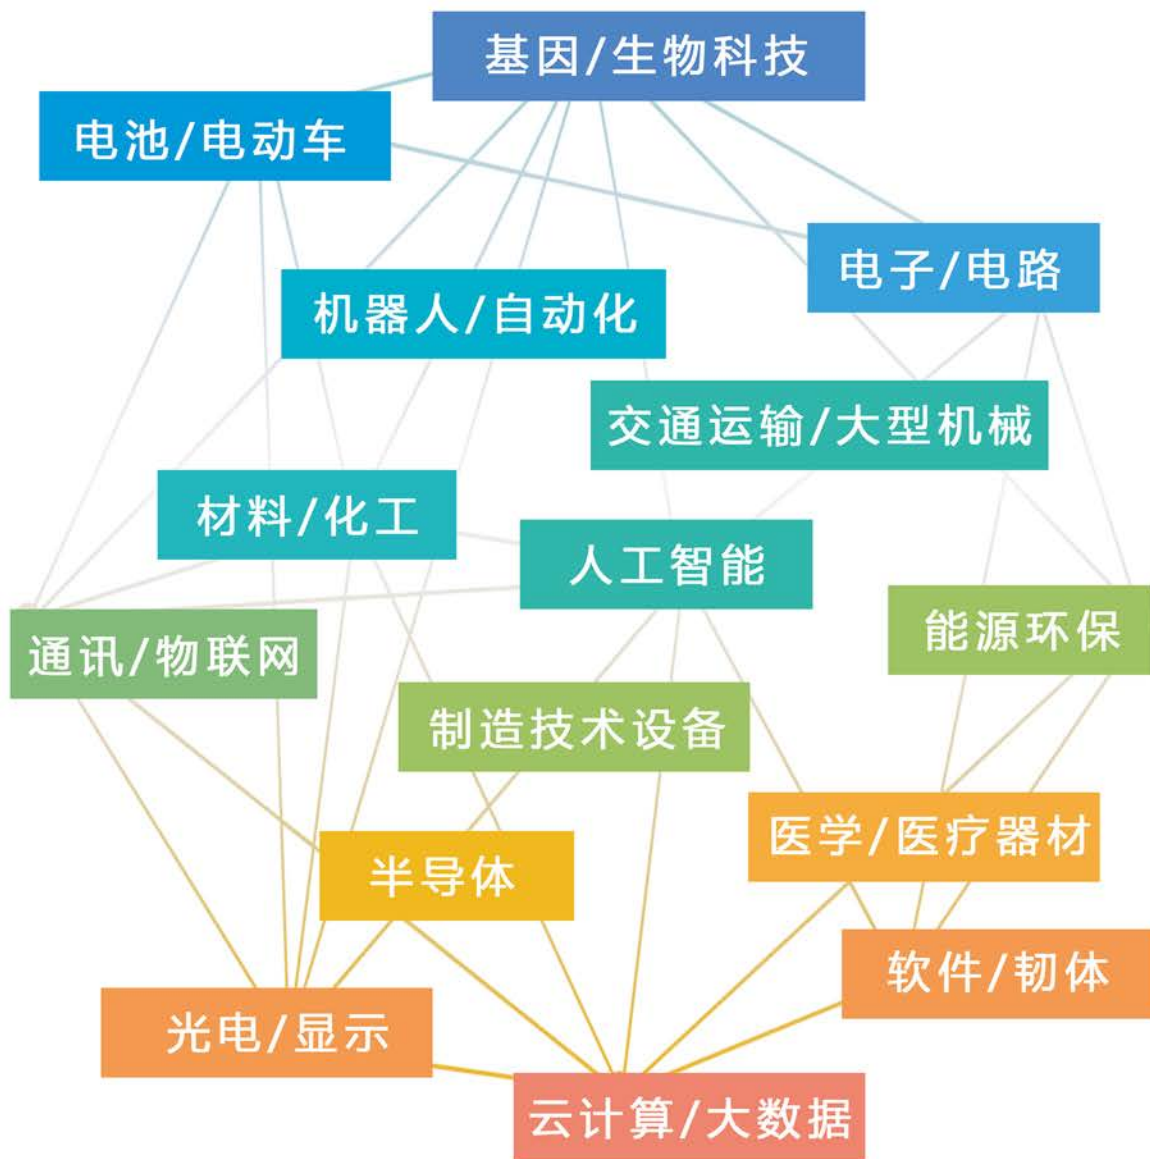 基因/生物科技
电池/电动车
电子/电路
机器人/自动化
交通运输/大型机械
材料/化工
人工智能
能源环保
通讯/物联网
制造技术设备
医学/医疗器材
半导体
软件/韧体
光电/显示
云计算/大数据